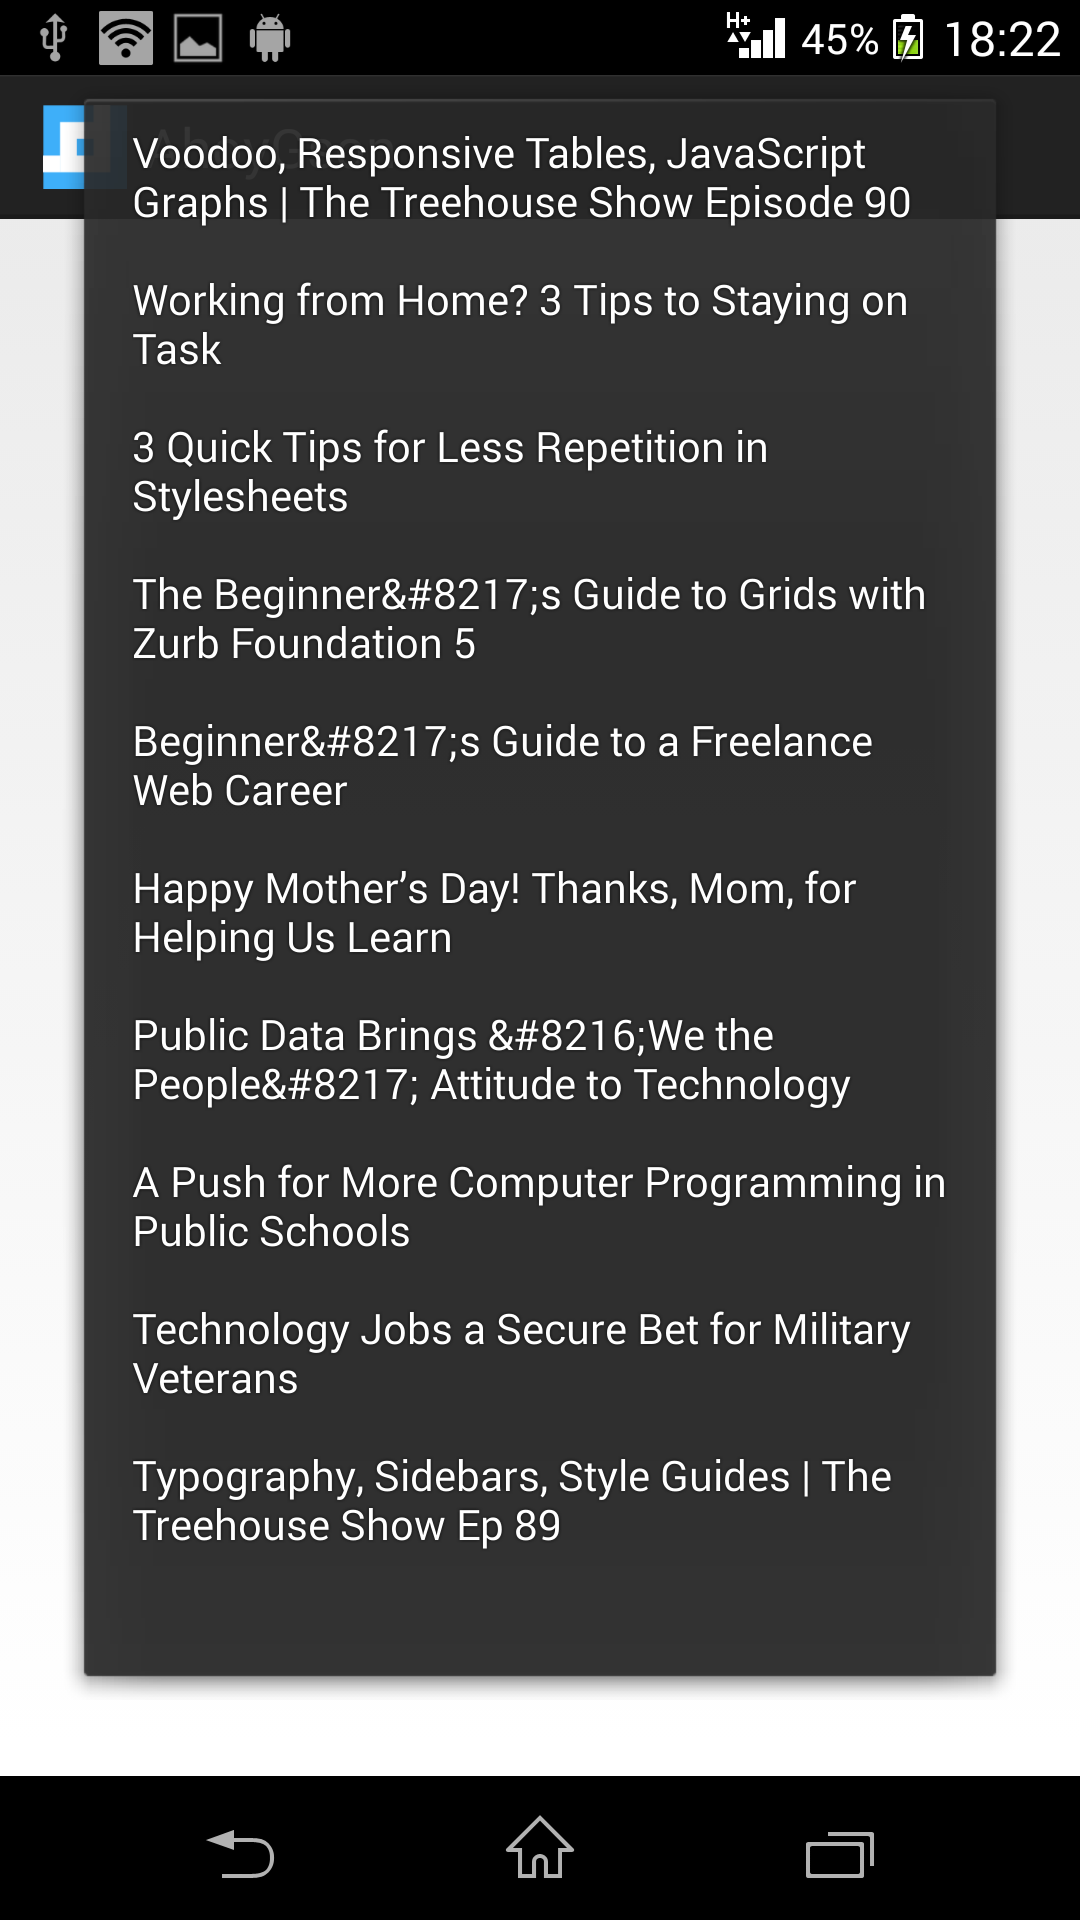 H+
45%
18:22
Voodoo, Responsive Tables, JavaScript
Graphs | The Treehouse Show Episode 90
Working from Home? 3 Tips to Staying on
Task
3 Quick Tips for Less Repetition in
Stylesheets
The Beginner&#8217;s Guide to Grids with
Zurb Foundation 5
Beginner&#8217;s Guide to a Freelance
Web Career
Happy Mother’s Day! Thanks, Mom, for
Helping Us Learn
Public Data Brings &#8216;We the
People&#8217; Attitude to Technology
A Push for More Computer Programming in
Public Schools
Technology Jobs a Secure Bet for Military
Veterans
Typography, Sidebars, Style Guides | The
Treehouse Show Ep 89